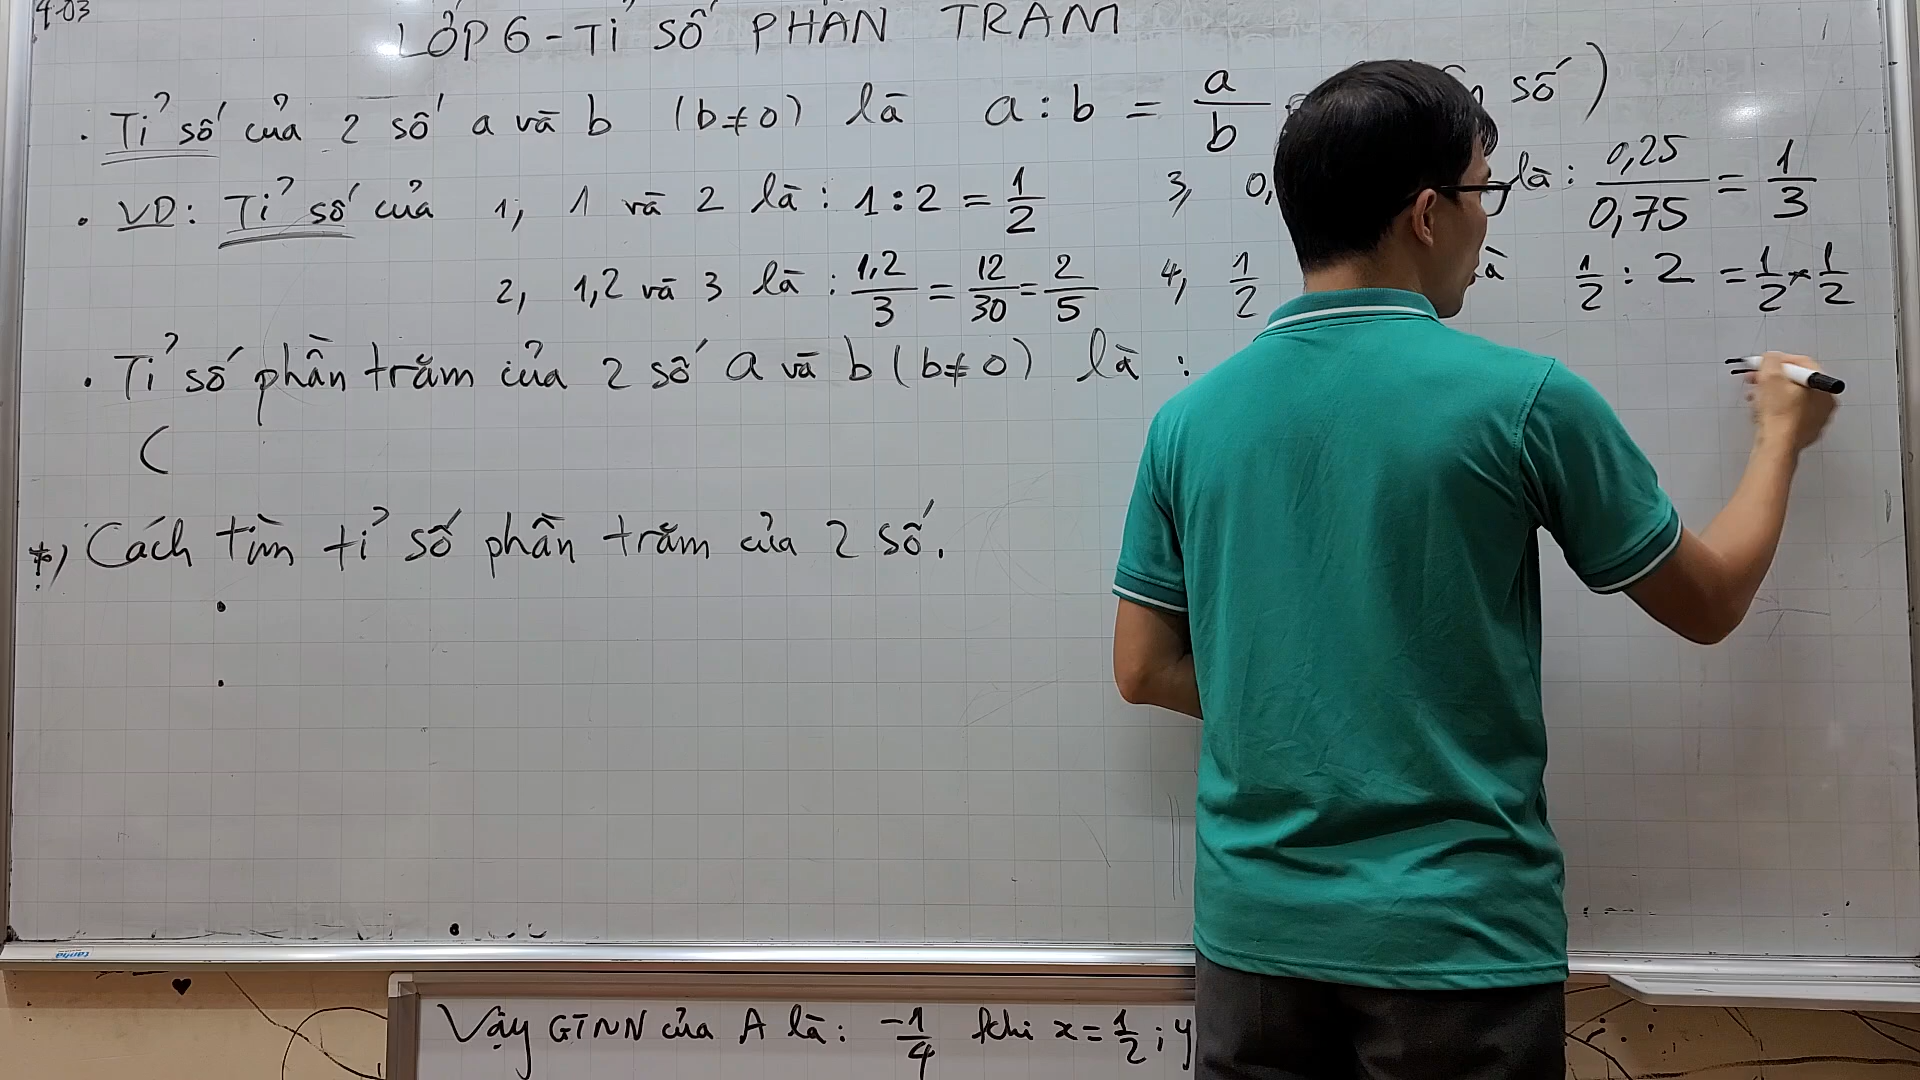 4-03
LỚP 6 - TỈ SỐ PHẦN TRĂM
. Tỉ số của 2 số a và b (b≠0) là a : b = a/b số)
. VD: Tỉ số của 1, 1 và 2 là : 1 : 2 = 1/2 3, 0, là : 0,25/0,75 = 1/3
2, 1,2 và 3 là : 1,2/3 = 12/30 = 2/5 4, 1/2 1/2 : 2 = 1/2 * 1/2
. Tỉ số phần trăm của 2 số a và b (b≠0) là : =
(
*) Cách tìm tỉ số phần trăm của 2 số.
.
.
Vậy GTNN của A là : -1/4 khi x = 1/2 ; y